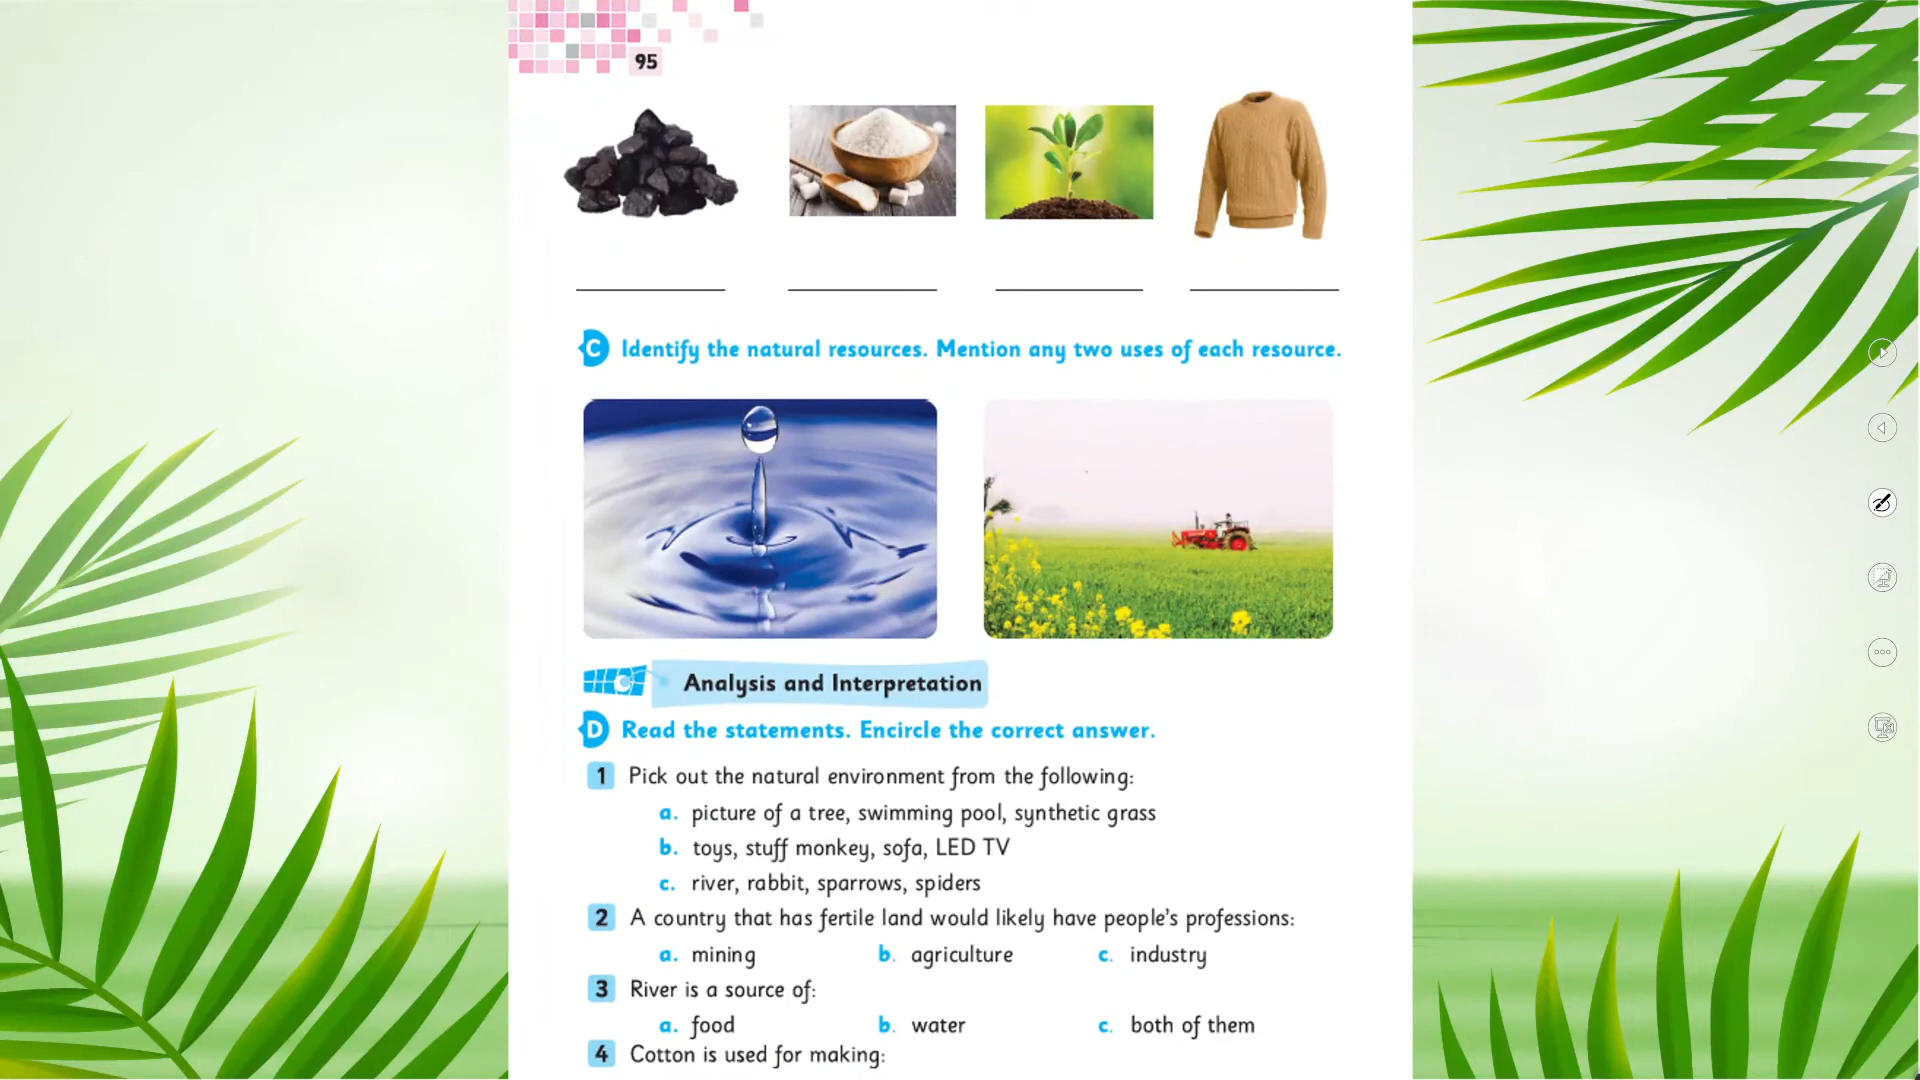 95
C Identify the natural resources. Mention any two uses of each resource.
Analysis and Interpretation
D Read the statements. Encircle the correct answer.
1 Pick out the natural environment from the following:
a. picture of a tree, swimming pool, synthetic grass
b. toys, stuff monkey, sofa, LED TV
c. river, rabbit, sparrows, spiders
2 A country that has fertile land would likely have people's professions:
a. mining b. agriculture c. industry
3 River is a source of:
a. food b. water c. both of them
4 Cotton is used for making: